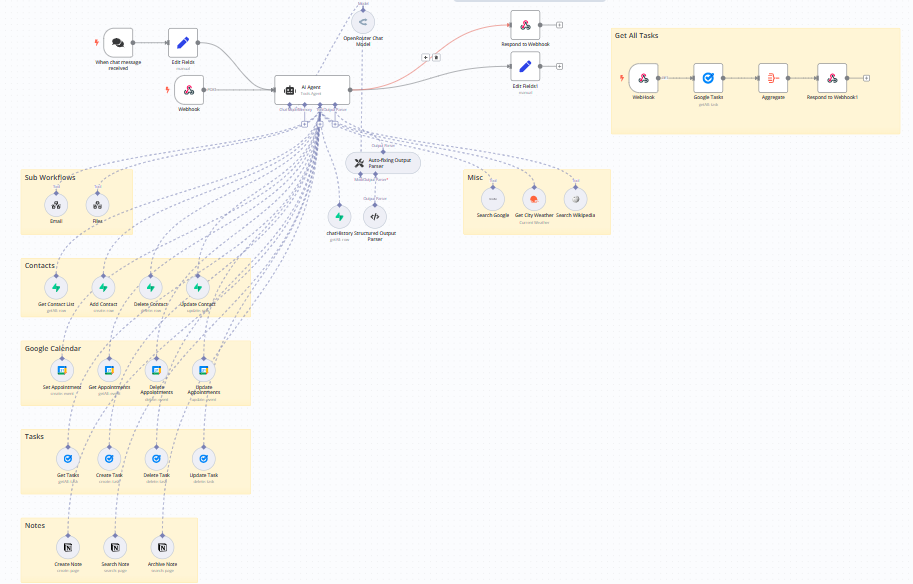 Model
OpenRouter Chat
Model
When chat message
received
Edit Fields
manual
Webhook
AI Agent
Tools Agent
Respond to Webhook
Edit Fields1
manual
Get All Tasks
WebHook
Google Tasks
getAll: task
Aggregate
Respond to Webhook1
Output Parser
Auto-fixing Output
Parser
Output Parser
chatHistory
getAll: row
Structured Output
Parser
Sub Workflows
Tool
Tool
Email
Files
Misc
Tool
Tool
Search Google
Get City Weather
Current Weather
Search Wikipedia
Contacts
Get Contact List
getAll: row
Add Contact
create: row
Delete Contact
delete: row
Update Contact
update: row
Google Calendar
Set Appointment
create: event
Get Appointments
getAll: event
Delete
Appointments
delete: event
Update
Appointments
update: event
Tasks
Get Tasks
getAll: task
Create Task
create: task
Delete Task
delete: task
Update Task
delete: task
Notes
Create Note
create: page
Search Note
search: page
Archive Note
search: page